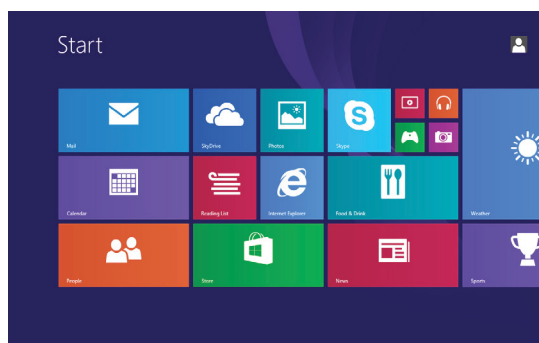 Start
Mail
SkyDrive
Photos
Skype
Calendar
Reading List
Internet Explorer
Food & Drink
Weather
People
Store
News
Sports